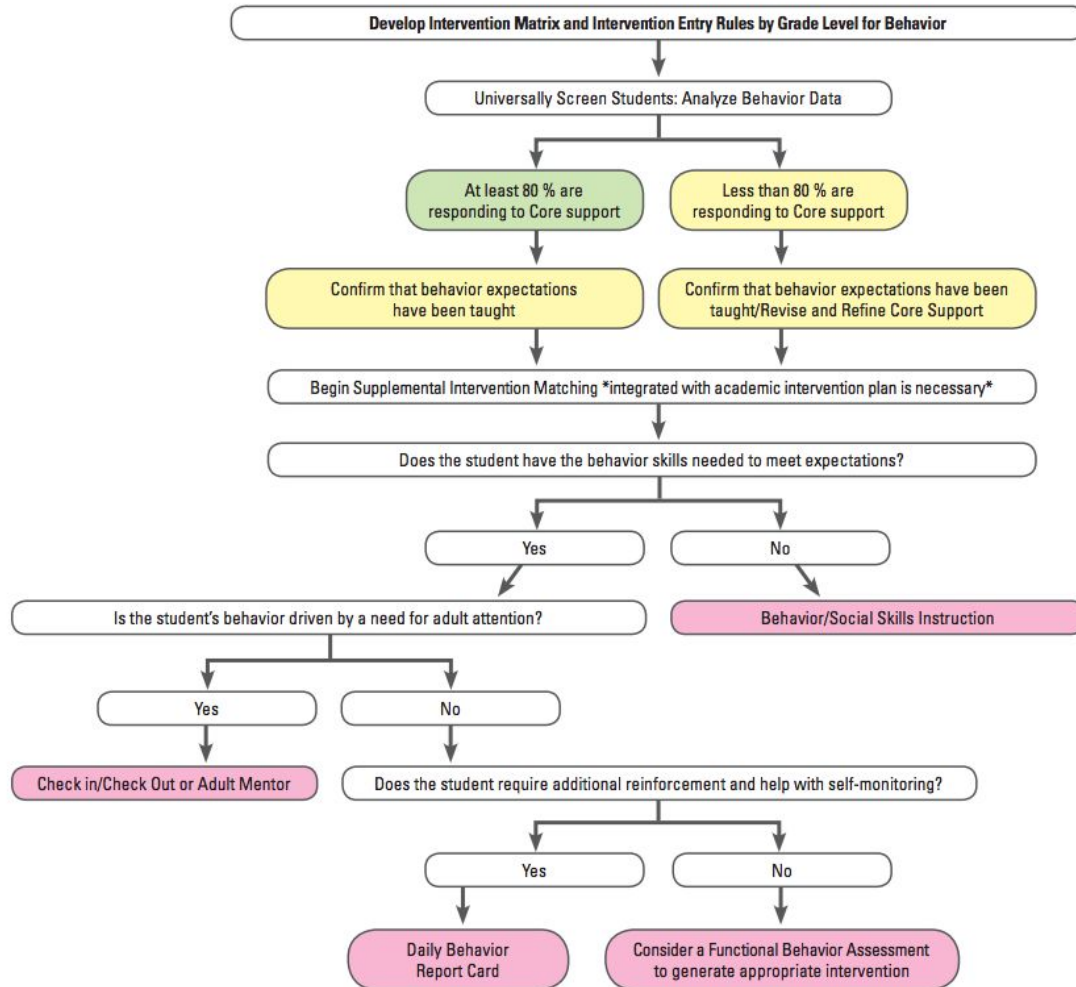 Develop Intervention Matrix and Intervention Entry Rules by Grade Level for Behavior
Universally Screen Students: Analyze Behavior Data
At least 80 % are
responding to Core support
Less than 80 % are
responding to Core support
Confirm that behavior expectations
have been taught
Confirm that behavior expectations have been
taught/Revise and Refine Core Support
Begin Supplemental Intervention Matching *integrated with academic intervention plan is necessary*
Does the student have the behavior skills needed to meet expectations?
Yes
No
Is the student's behavior driven by a need for adult attention?
Behavior/Social Skills Instruction
Yes
No
Check in/Check Out or Adult Mentor
Does the student require additional reinforcement and help with self-monitoring?
Yes
No
Daily Behavior
Report Card
Consider a Functional Behavior Assessment
to generate appropriate intervention